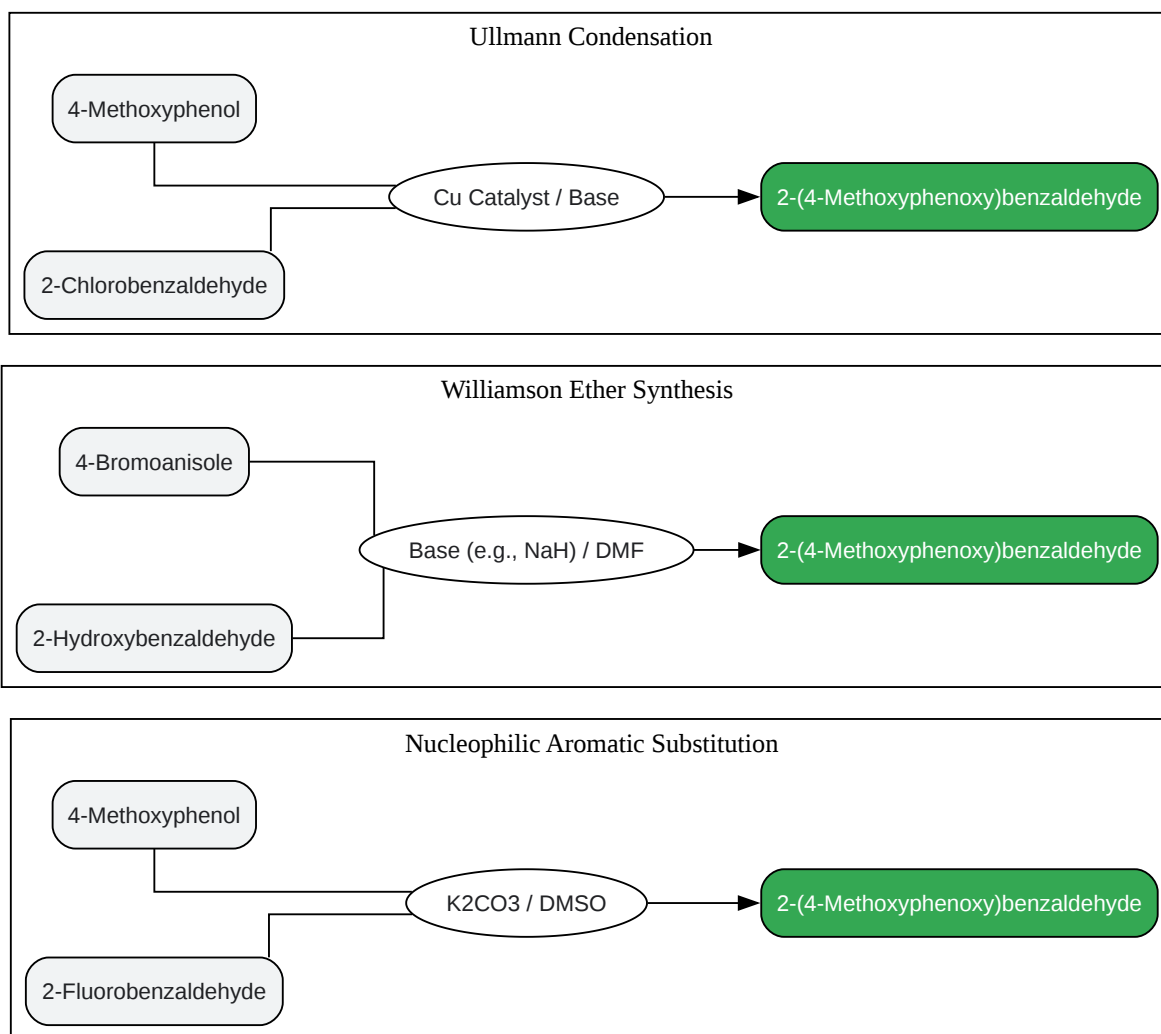 Ullmann Condensation
4-Methoxyphenol
Cu Catalyst / Base
2-(4-Methoxyphenoxy)benzaldehyde
2-Chlorobenzaldehyde
Williamson Ether Synthesis
4-Bromoanisole
Base (e.g., NaH) / DMF
2-(4-Methoxyphenoxy)benzaldehyde
2-Hydroxybenzaldehyde
Nucleophilic Aromatic Substitution
4-Methoxyphenol
K2CO3 / DMSO
2-(4-Methoxyphenoxy)benzaldehyde
2-Fluorobenzaldehyde